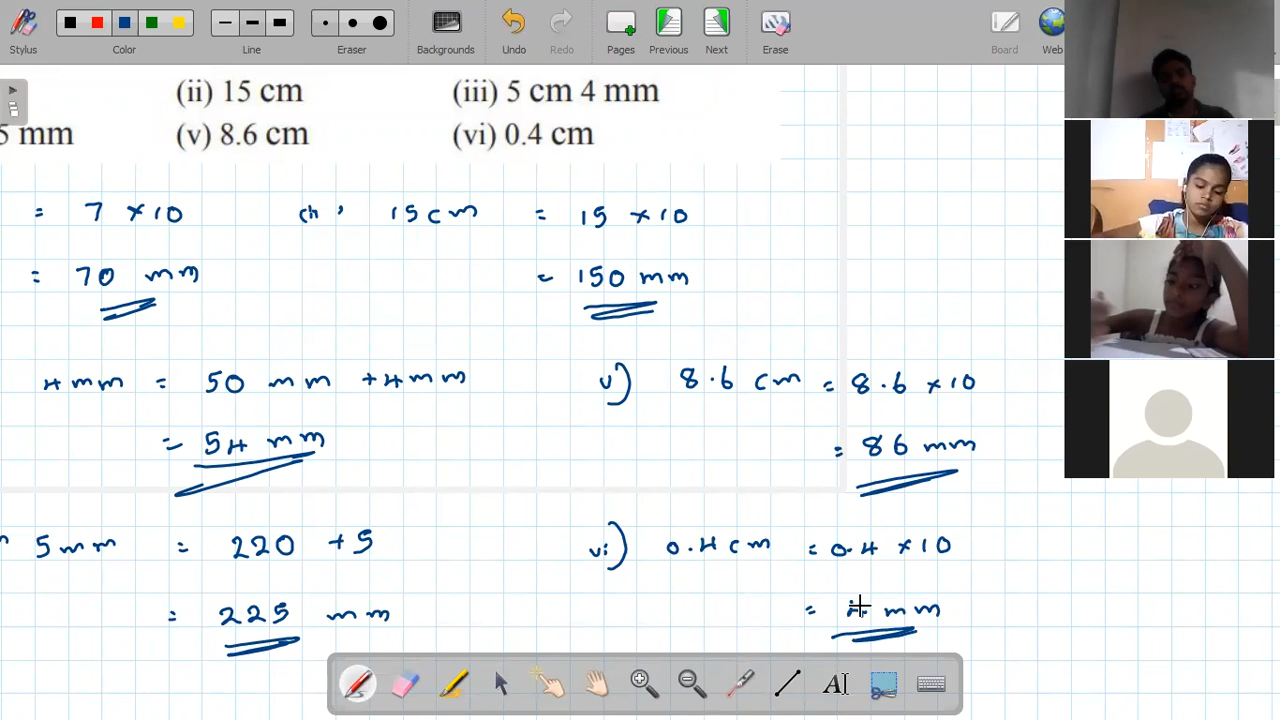 Stylus Color Line Eraser Backgrounds Undo Redo Pages Previous Next Erase Board Web
(ii) 15 cm (iii) 5 cm 4 mm
5 mm (v) 8.6 cm (vi) 0.4 cm
= 7 × 10 15 cm = 15 × 10
= 70 mm = 150 mm
4 mm = 50 mm + 4 mm v) 8.6 cm = 8.6 × 10
= 54 mm = 86 mm
5 mm = 220 + 5 vi) 0.4 cm = 0.4 × 10
= 225 mm = 4 mm